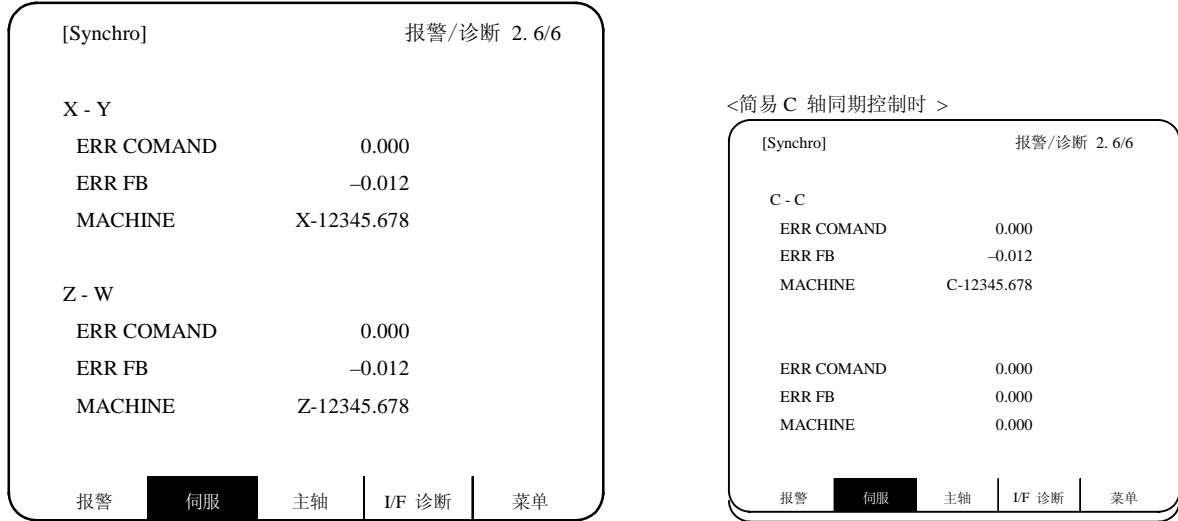 [Synchro] 报警/诊断 2. 6/6
X - Y
ERR COMAND 0.000
ERR FB –0.012
MACHINE X-12345.678
Z - W
ERR COMAND 0.000
ERR FB –0.012
MACHINE Z-12345.678
报警 伺服 主轴 I/F 诊断 菜单
<简易 C 轴同期控制时 >
[Synchro] 报警/诊断 2. 6/6
C - C
ERR COMAND 0.000
ERR FB –0.012
MACHINE C-12345.678
ERR COMAND 0.000
ERR FB 0.000
MACHINE 0.000
报警 伺服 主轴 I/F 诊断 菜单